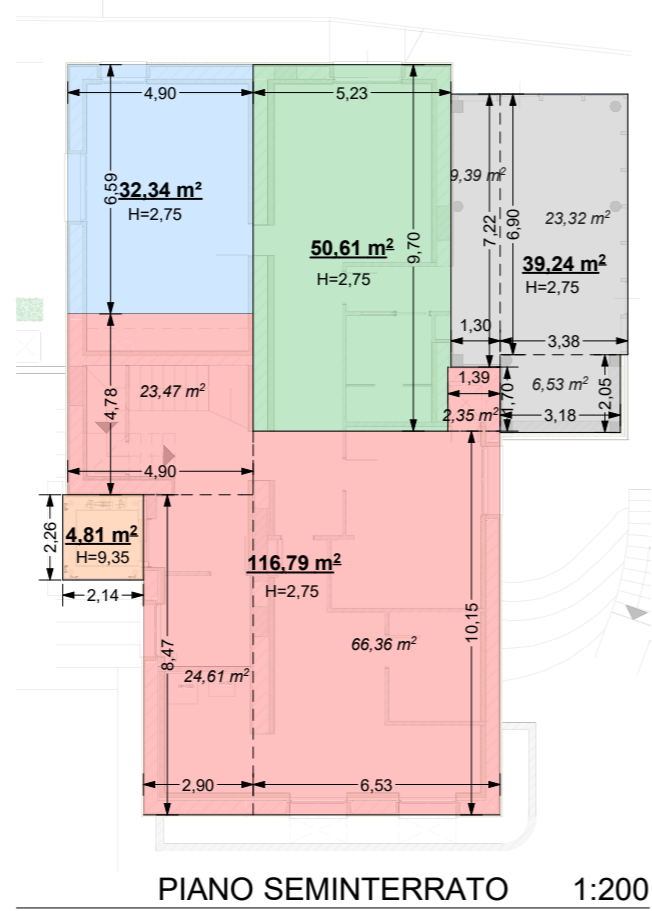 4,90
5,23
6,59
32,34 m²
H=2,75
50,61 m²
H=2,75
9,70
9,39 m²
7,22
6,90
23,32 m²
39,24 m²
H=2,75
1,30
3,38
1,39
6,53 m²
2,05
1,70
2,35 m²
3,18
4,78
23,47 m²
4,90
2,26
4,81 m²
H=9,35
2,14
116,79 m²
H=2,75
8,47
10,15
66,36 m²
24,61 m²
2,90
6,53
PIANO SEMINTERRATO 1:200